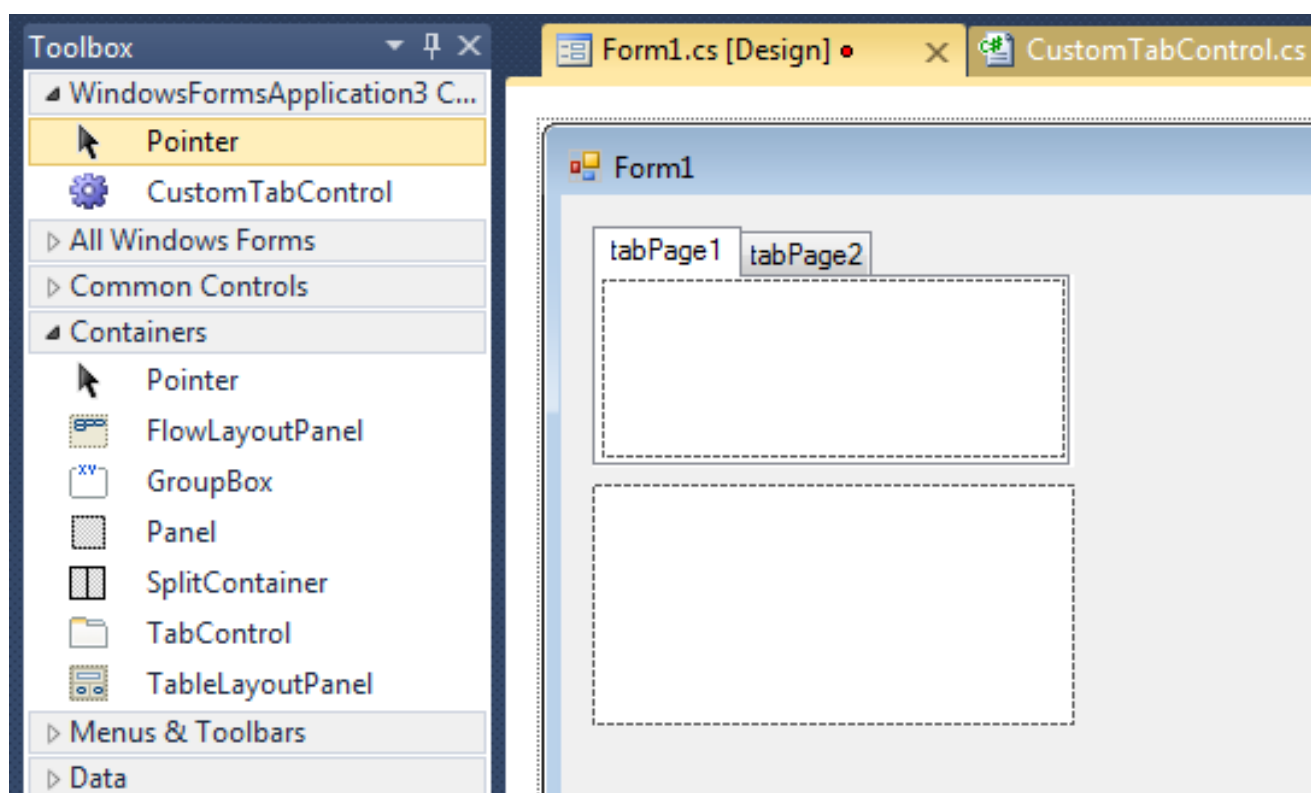 Toolbox
Form1.cs [Design]
CustomTabControl.cs
WindowsFormsApplication3 C...
Pointer
CustomTabControl
All Windows Forms
Common Controls
Containers
Pointer
FlowLayoutPanel
XY
GroupBox
Panel
SplitContainer
TabControl
TableLayoutPanel
Menus & Toolbars
Data
Form1
tabPage1
tabPage2